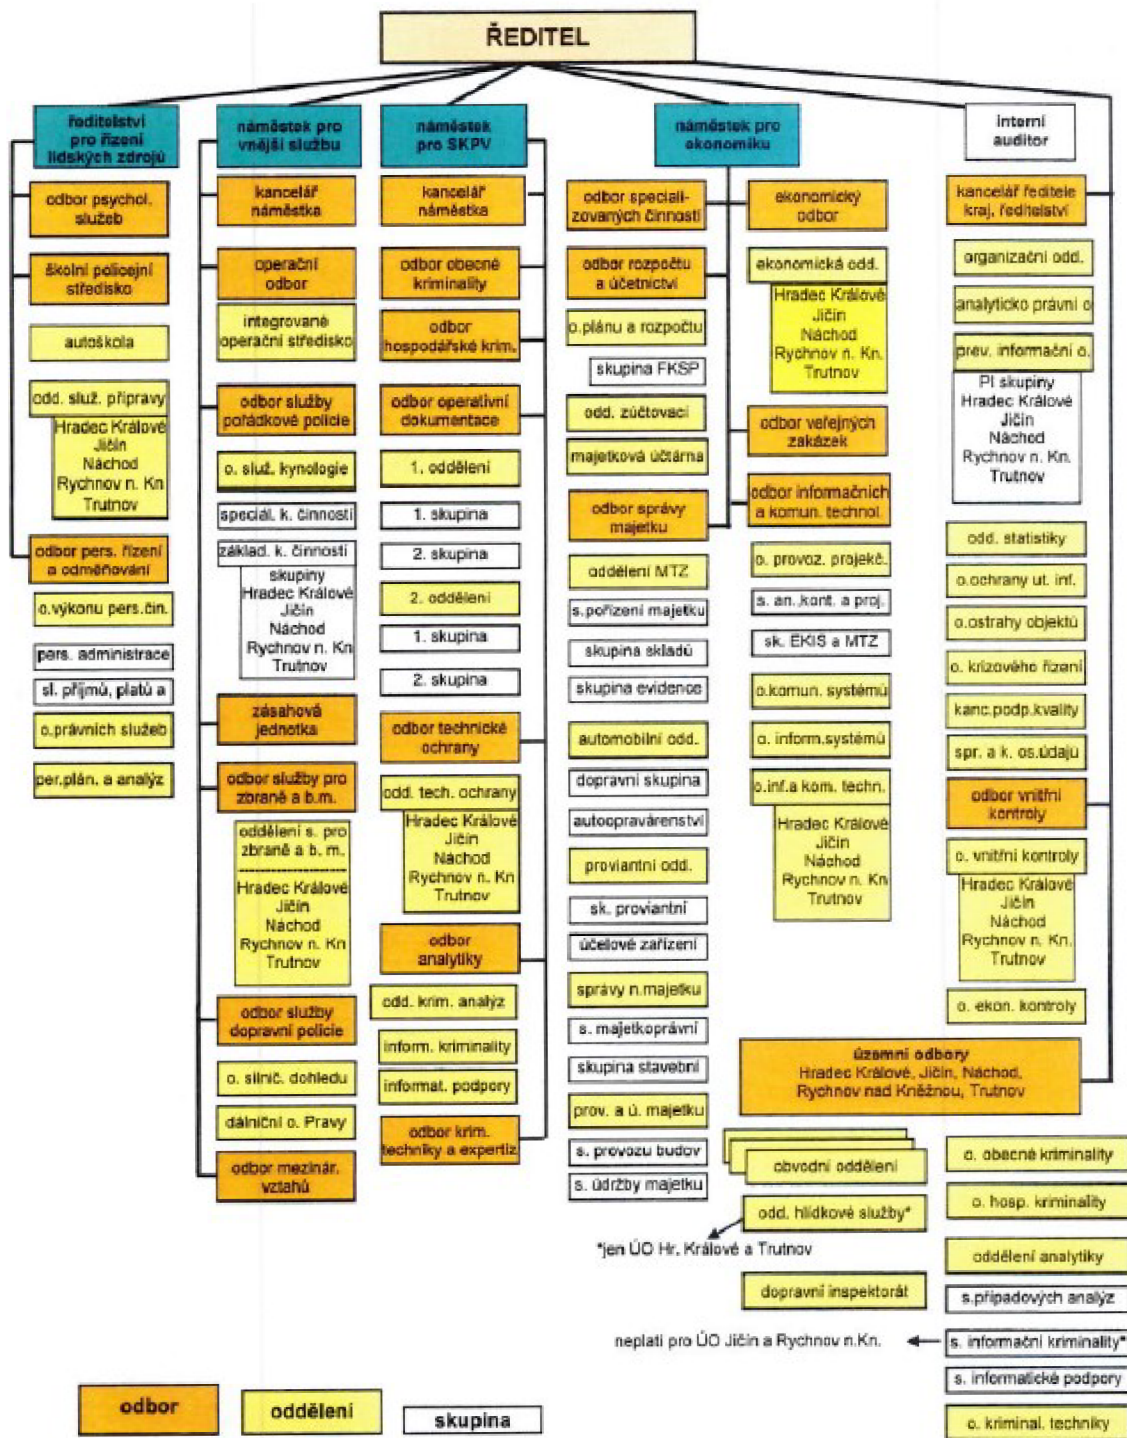 ŘEDITEL
ředitelství
pro řízení
lidských zdrojů
odbor psychol.
služeb
školní policejní
středisko
autoškola
odd. služ. přípravy
Hradec Králové
Jičín
Náchod
Rychnov n. Kn
Trutnov
odbor pers. řízení
a odměňování
o.výkonu pers.čin.
pers. administrace
sl. příjmů, platů a
o.právních služeb
per.plán. a analýz
náměstek pro
vnější službu
kancelář
náměstka
operační
odbor
integrované
operační středisko
odbor služby
pořádkové policie
o. služ. kynologie
speciál. k. činností
základ. k. činností
skupiny
Hradec Králové
Jičín
Náchod
Rychnov n. Kn
Trutnov
zásahová
jednotka
odbor služby pro
zbraně a b.m.
oddělení s. pro
zbraně a b. m.
Hradec Králové
Jičín
Náchod
Rychnov n. Kn
Trutnov
odbor služby
dopravní policie
o. silnič. dohledu
dálniční o. Pravy
odbor mezinár.
vztahů
náměstek
pro SKPV
kancelář
náměstka
odbor obecné
kriminality
odbor
hospodářské krim.
odbor operativní
dokumentace
1. oddělení
1. skupina
2. skupina
2. oddělení
1. skupina
2. skupina
odbor technické
ochrany
odd. tech. ochrany
Hradec Králové
Jičín
Náchod
Rychnov n. Kn
Trutnov
odbor
analytiky
odd. krim. analýz
inform. kriminality
informat. podpory
odbor krim.
techniky a expertiz
náměstek pro
ekonomiku
odbor speciali-
zovaných činností
odbor rozpočtu
a účetnictví
o.plánu a rozpočtu
skupina FKSP
odd. zúčtovací
majetková účtárna
odbor správy
majetku
oddělení MTZ
s.pořízení majetku
skupina skladů
skupina evidence
automobilní odd.
dopravní skupina
autoopravárenství
proviantní odd.
sk. proviantní
účelové zařízení
správy n.majetku
s. majetkoprávní
skupina stavební
prov. a ú. majetku
s. provozu budov
s. údržby majetku
ekonomický
odbor
ekonomická odd.
Hradec Králové
Jičín
Náchod
Rychnov n. Kn.
Trutnov
odbor veřejných
zakázek
odbor informačních
a komun. technol.
o. provoz. projekč.
s. an.,kont. a proj.
sk. EKIS a MTZ
o.komun. systémů
o. inform.systémů
o.inf.a kom. techn.
Hradec Králové
Jičín
Náchod
Rychnov n. Kn
Trutnov
interní
auditor
kancelář ředitele
kraj. ředitelství
organizační odd.
analyticko právní o
prev. informační o.
PI skupiny
Hradec Králové
Jičín
Náchod
Rychnov n. Kn.
Trutnov
odd. statistiky
o.ochrany ut. inf.
o.ostrahy objektů
o. krizového řízení
kanc.podp.kvality
spr. a k. os.údajů
odbor vnitřní
kontroly
o. vnitřní kontroly
Hradec Králové
Jičín
Náchod
Rychnov n. Kn.
Trutnov
o. ekon. kontroly
územní odbory
Hradec Králové, Jičín, Náchod,
Rychnov nad Kněžnou, Trutnov
obvodní oddělení
odd. hlídkové služby*
*jen ÚO Hr. Králové a Trutnov
dopravní inspektorát
o. obecné kriminality
o. hosp. kriminality
oddělení analytiky
s.případových analýz
neplatí pro ÚO Jičín a Rychnov n.Kn.
s. informační kriminality*
s. informatické podpory
o. kriminal. techniky
odbor
oddělení
skupina